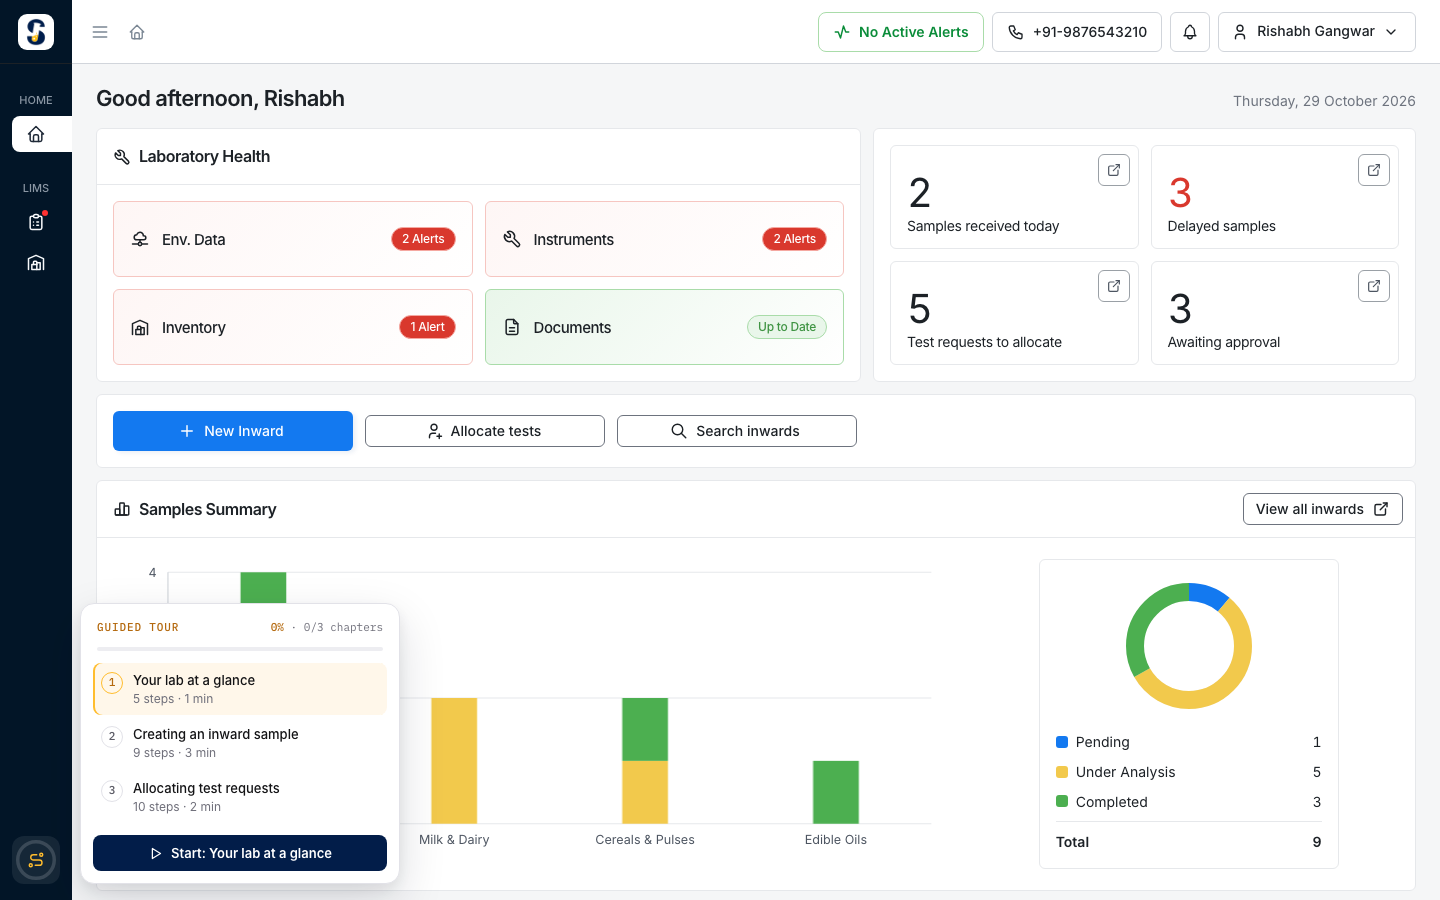 No Active Alerts
+91-9876543210
Rishabh Gangwar
HOME
LIMS
Good afternoon, Rishabh
Thursday, 29 October 2026
Laboratory Health
Env. Data
2 Alerts
Instruments
2 Alerts
Inventory
1 Alert
Documents
Up to Date
2
Samples received today
3
Delayed samples
5
Test requests to allocate
3
Awaiting approval
New Inward
Allocate tests
Search inwards
Samples Summary
View all inwards
4
Milk & Dairy
Cereals & Pulses
Edible Oils
Pending 1
Under Analysis 5
Completed 3
Total 9
GUIDED TOUR
0% · 0/3 chapters
1
Your lab at a glance
5 steps · 1 min
2
Creating an inward sample
9 steps · 3 min
3
Allocating test requests
10 steps · 2 min
Start: Your lab at a glance